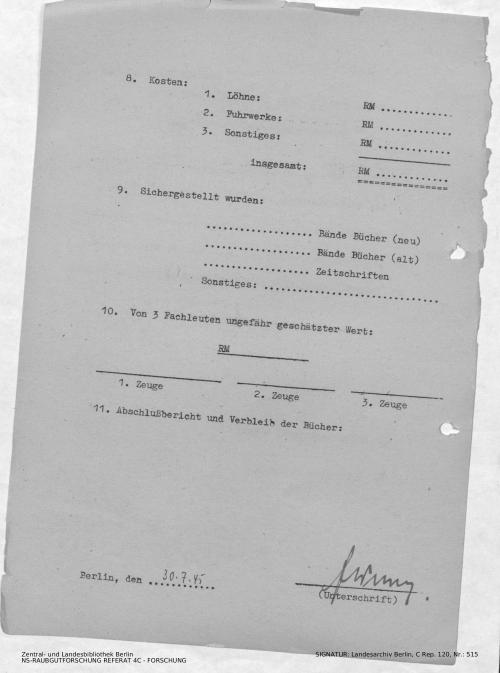 8. Kosten:
1. Löhne: RM ............
2. Fuhrwerke: RM ............
3. Sonstiges: RM ............
insgesamt: RM ............
9. Sichergestellt wurden:
.................. Bände Bücher (neu)
.................. Bände Bücher (alt)
.................. Zeitschriften
Sonstiges: ..............................
10. Von 3 Fachleuten ungefähr geschätzter Wert:
RM
1. Zeuge 2. Zeuge 3. Zeuge
11. Abschlußbericht und Verbleib der Bücher:
Berlin, den 30.7.45
(Unterschrift)
Zentral- und Landesbibliothek Berlin
NS-RAUBGUTFORSCHUNG REFERAT 4C - FORSCHUNG
SIGNATUR: Landesarchiv Berlin, C Rep. 120, Nr.: 515